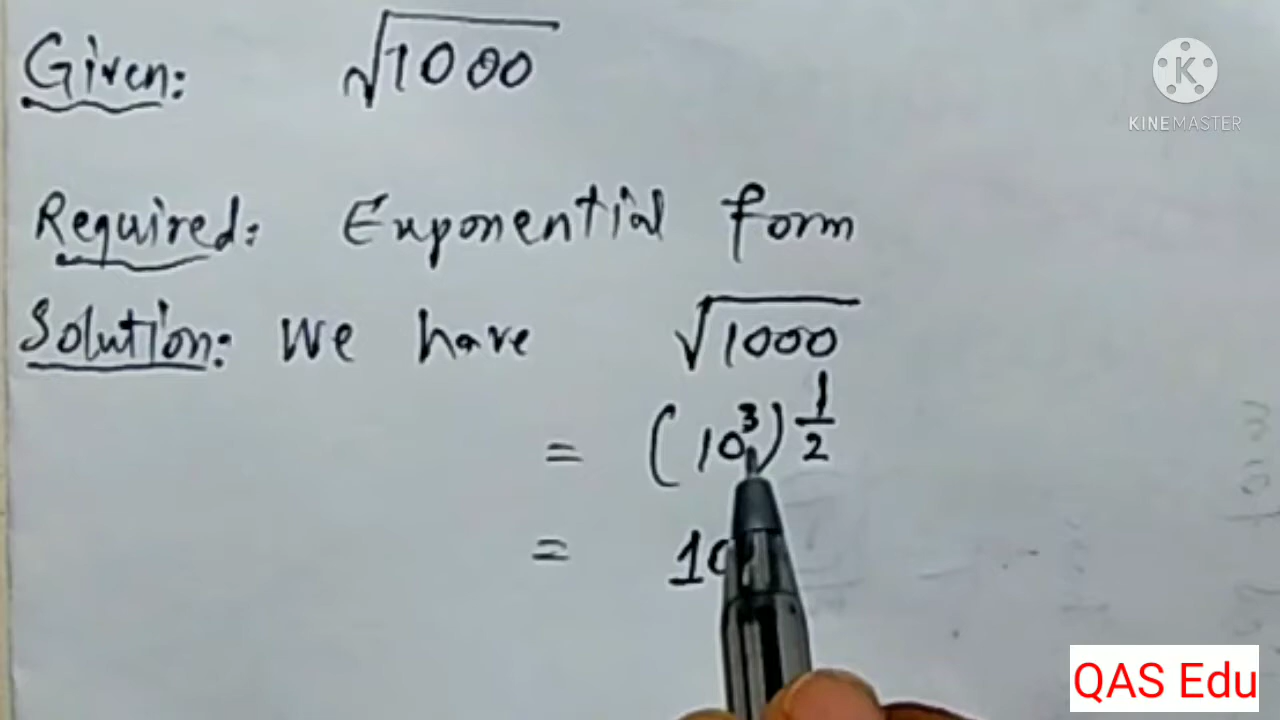 Given: √1000
KINEMASTER
Required: Exponential form
Solution: We have √1000
= (10³)^1/2
= 10
QAS Edu